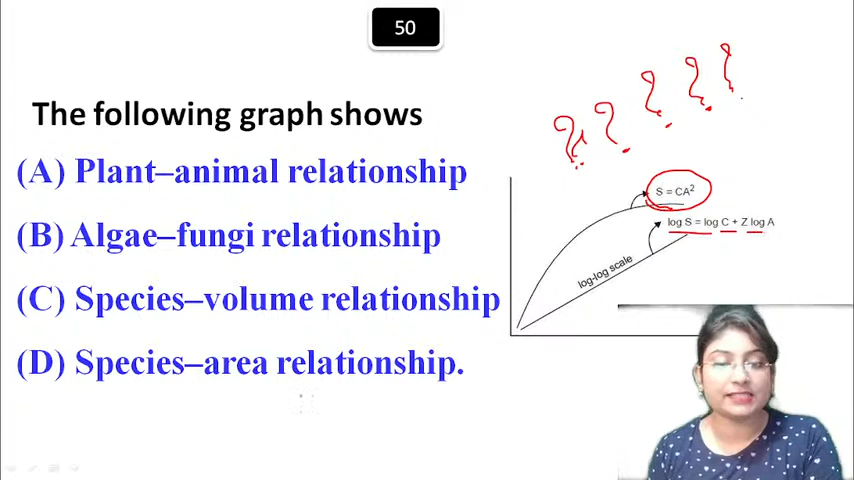 50
The following graph shows
(A) Plant–animal relationship
(B) Algae–fungi relationship
(C) Species–volume relationship
(D) Species–area relationship.
? ? ? ? ?
S = CA²
log S = log C + Z log A
log-log scale